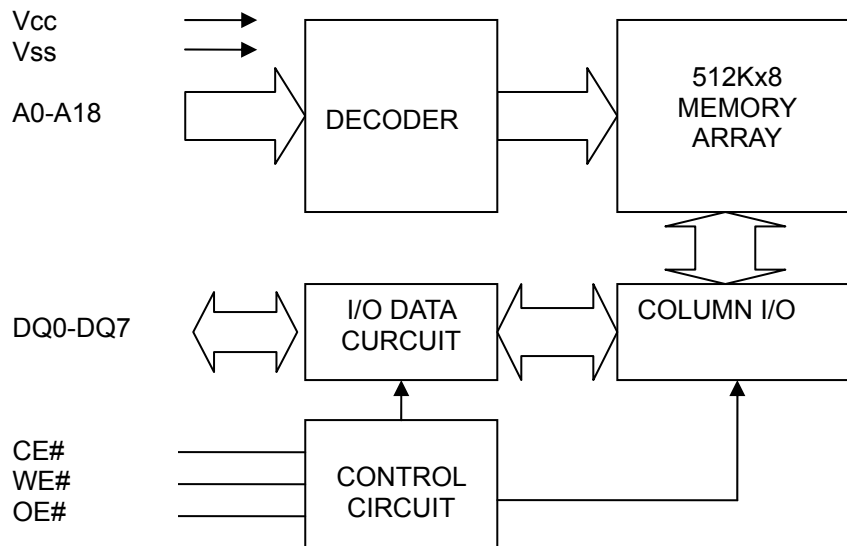 Vcc
Vss
A0-A18
DECODER
512Kx8
MEMORY
ARRAY
DQ0-DQ7
I/O DATA
CURCUIT
COLUMN I/O
CE#
WE#
OE#
CONTROL
CIRCUIT